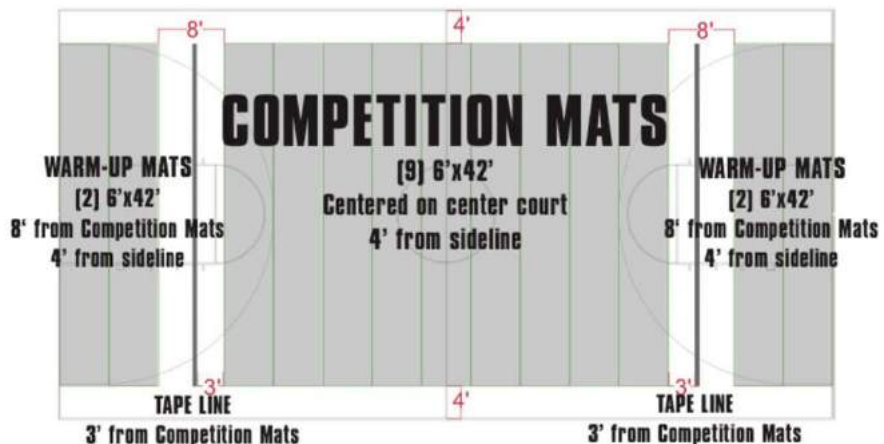 4'
8'
8'
COMPETITION MATS
(9) 6'x42'
Centered on center court
4' from sideline
WARM-UP MATS
(2) 6'x42'
8' from Competition Mats
4' from sideline
WARM-UP MATS
(2) 6'x42'
8' from Competition Mats
4' from sideline
3'
4'
3'
TAPE LINE
3' from Competition Mats
TAPE LINE
3' from Competition Mats